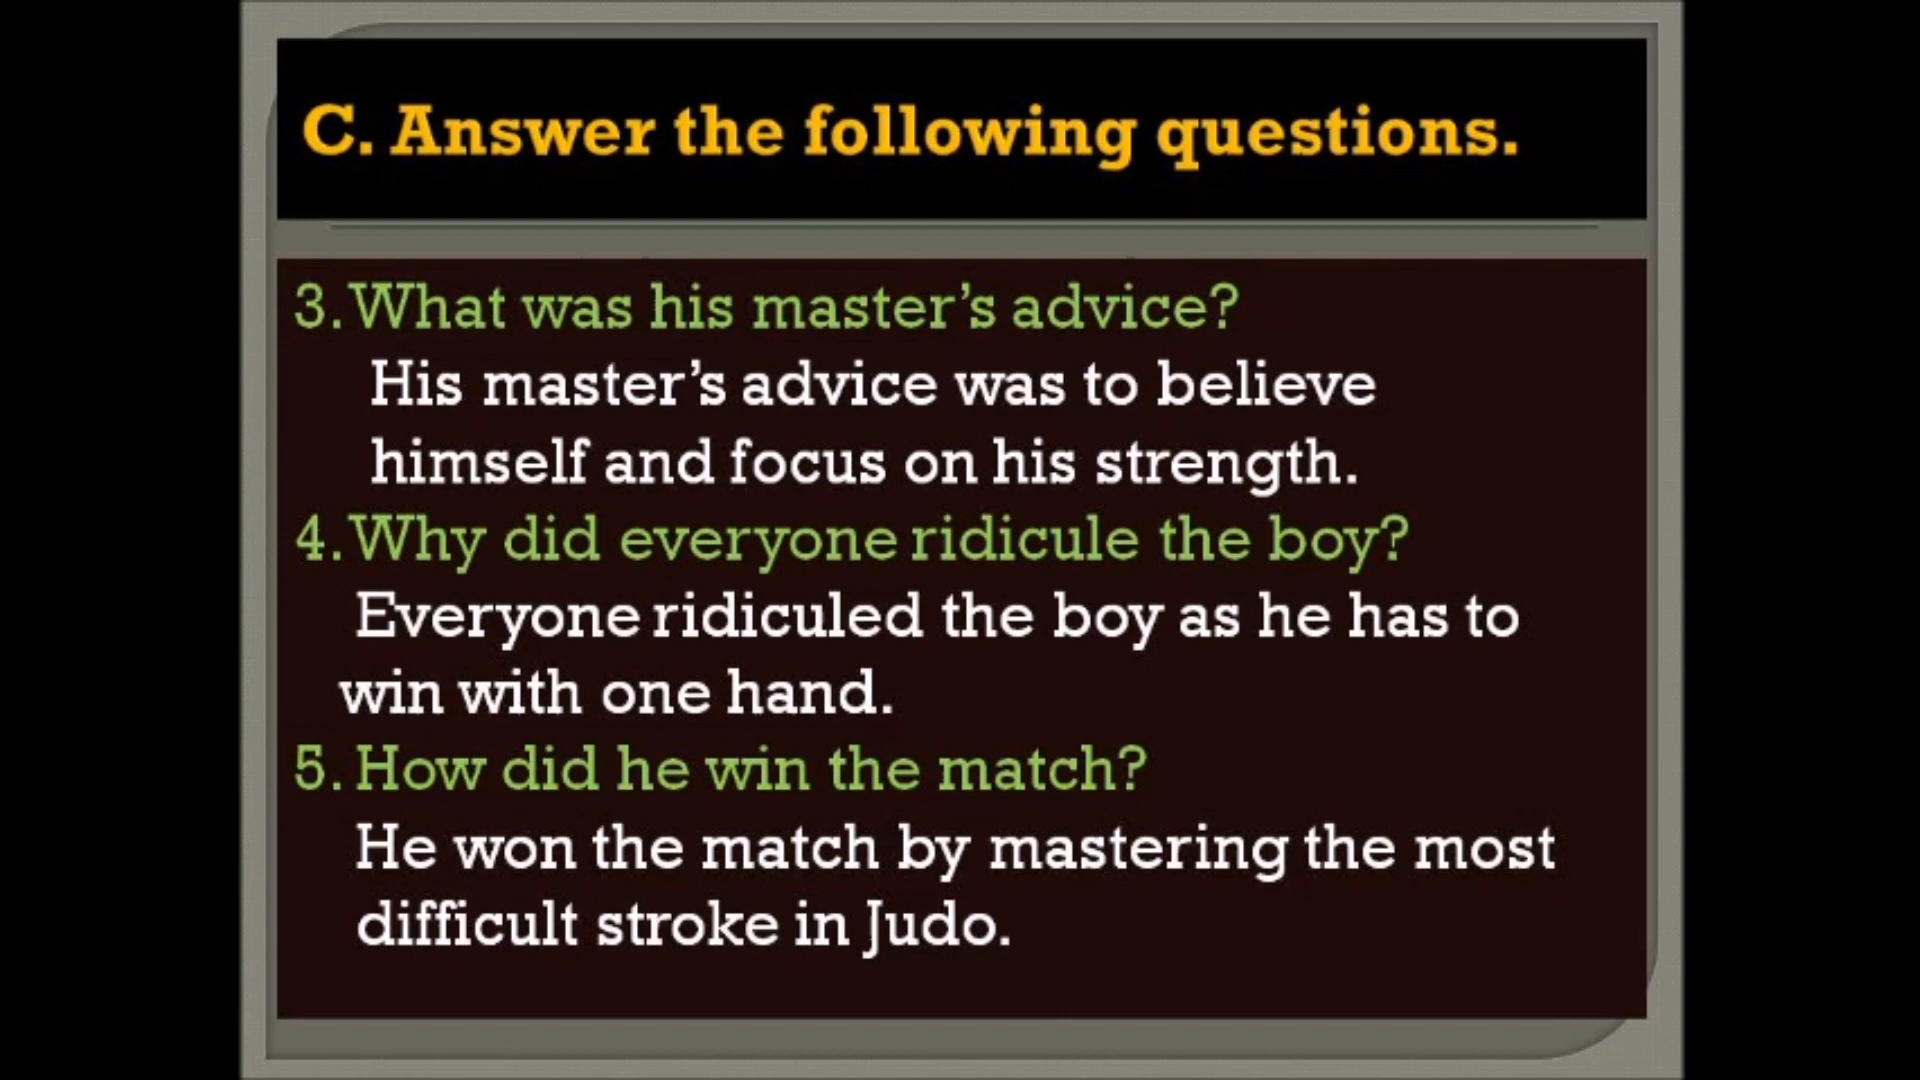 C. Answer the following questions.
3. What was his master's advice?
His master's advice was to believe
himself and focus on his strength.
4. Why did everyone ridicule the boy?
Everyone ridiculed the boy as he has to
win with one hand.
5. How did he win the match?
He won the match by mastering the most
difficult stroke in Judo.